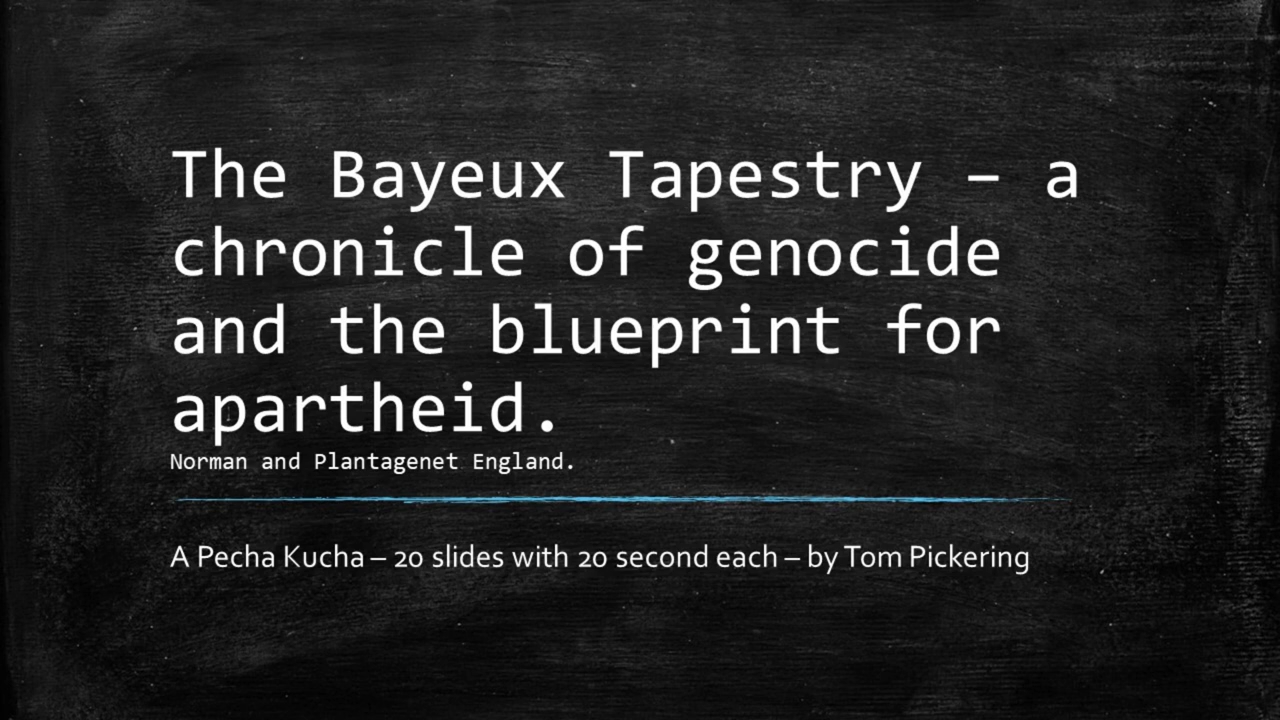 The Bayeux Tapestry – a
chronicle of genocide
and the blueprint for
apartheid.
Norman and Plantagenet England.
A Pecha Kucha – 20 slides with 20 second each – by Tom Pickering